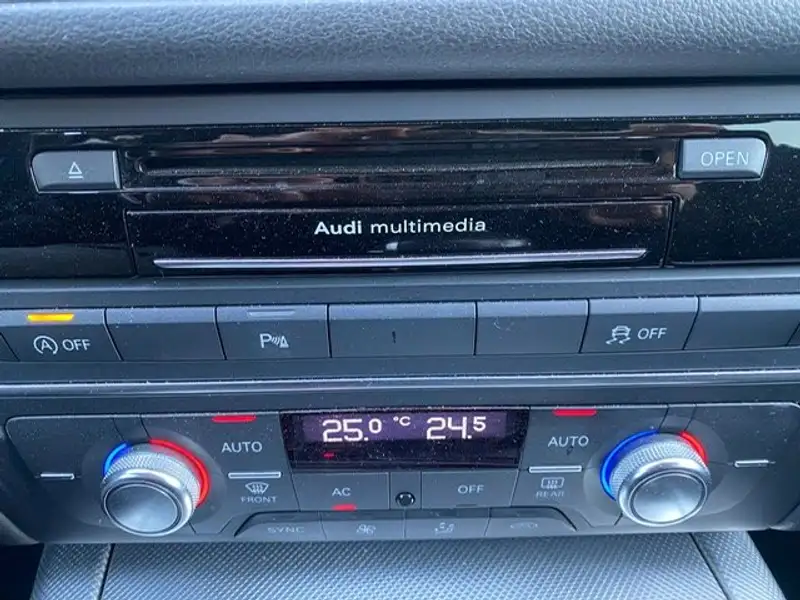 OPEN
Audi multimedia
A OFF
P
OFF
25.0 °C 24.5
AUTO
AUTO
FRONT
AC
OFF
REAR
SYNC